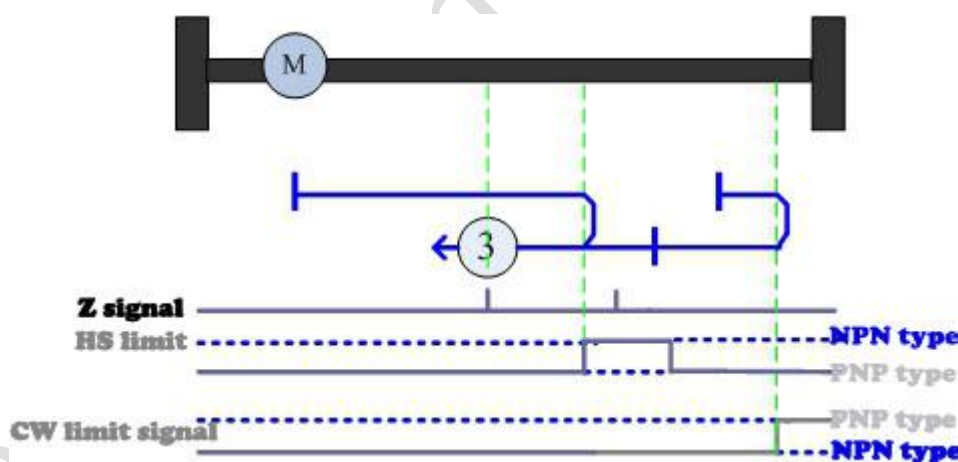 M
3
Z signal
HS limit
NPN type
PNP type
CW limit signal
PNP type
NPN type